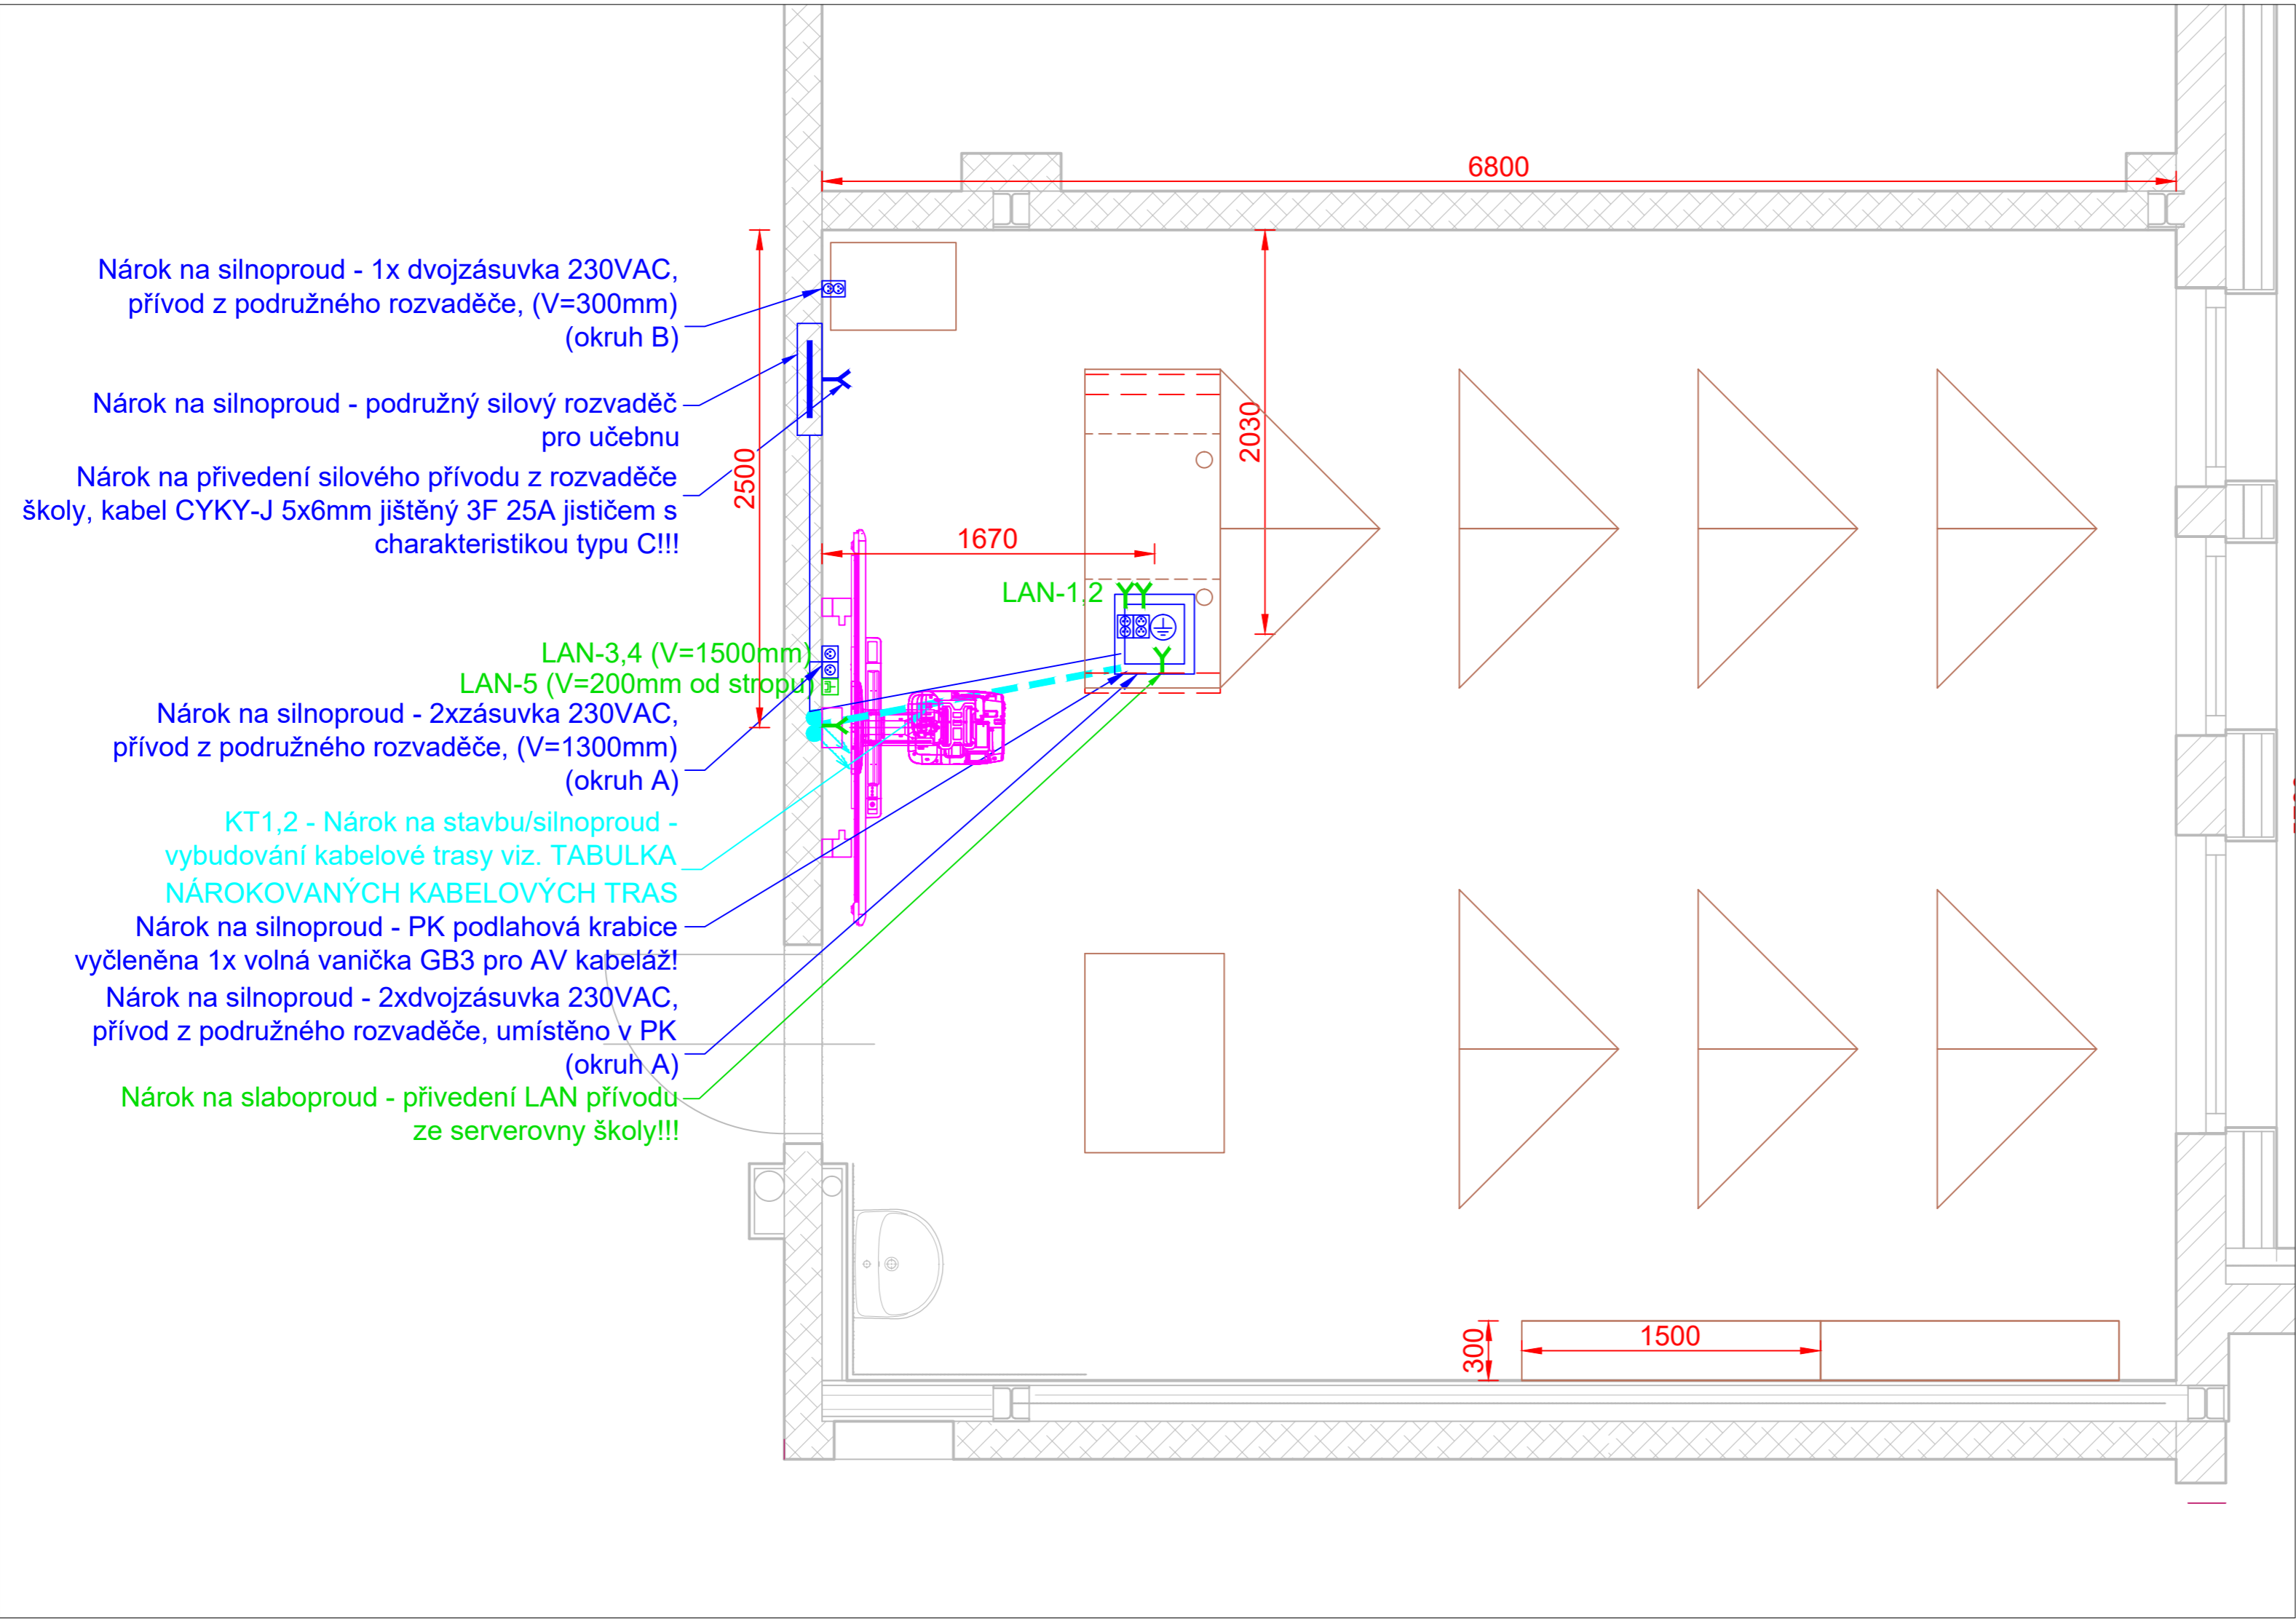 6800
Nárok na silnoproud - 1x dvojzásuvka 230VAC,
přívod z podružného rozvaděče, (V=300mm)
(okruh B)
Nárok na silnoproud - podružný silový rozvaděč
pro učebnu
Nárok na přivedení silového přívodu z rozvaděče
školy, kabel CYKY-J 5x6mm jištěný 3F 25A jističem s
charakteristikou typu C!!!
2500
2030
1670
LAN-1,2
LAN-3,4 (V=1500mm)
LAN-5 (V=200mm od stropu)
Nárok na silnoproud - 2xzásuvka 230VAC,
přívod z podružného rozvaděče, (V=1300mm)
(okruh A)
KT1,2 - Nárok na stavbu/silnoproud -
vybudování kabelové trasy viz. TABULKA
NÁROKOVANÝCH KABELOVÝCH TRAS
Nárok na silnoproud - PK podlahová krabice
vyčleněna 1x volná vanička GB3 pro AV kabeláž!
Nárok na silnoproud - 2xdvojzásuvka 230VAC,
přívod z podružného rozvaděče, umístěno v PK
(okruh A)
Nárok na slaboproud - přivedení LAN přívodu
ze serverovny školy!!!
300
1500